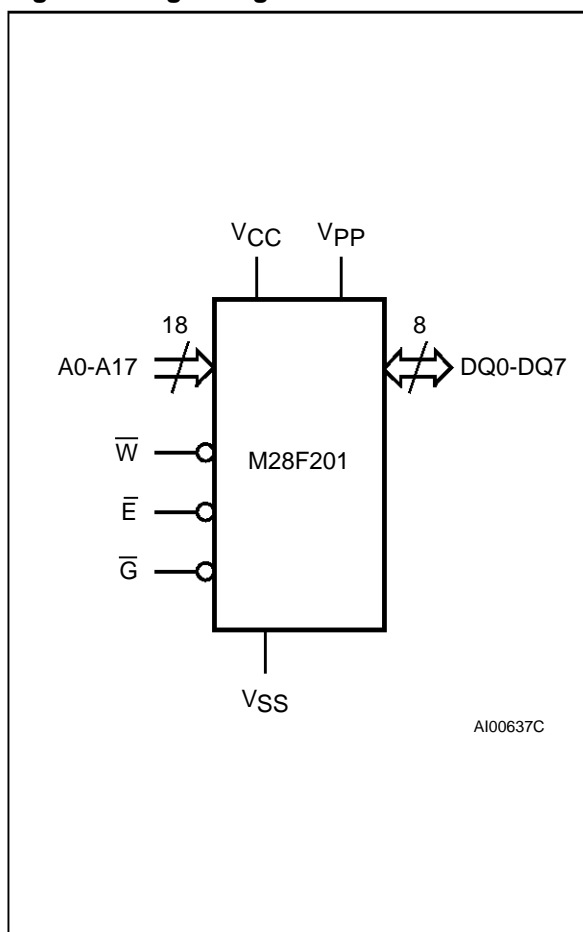 VCC VPP
18 8
A0-A17 DQ0-DQ7
W̅
M28F201
E̅
G̅
VSS
AI00637C